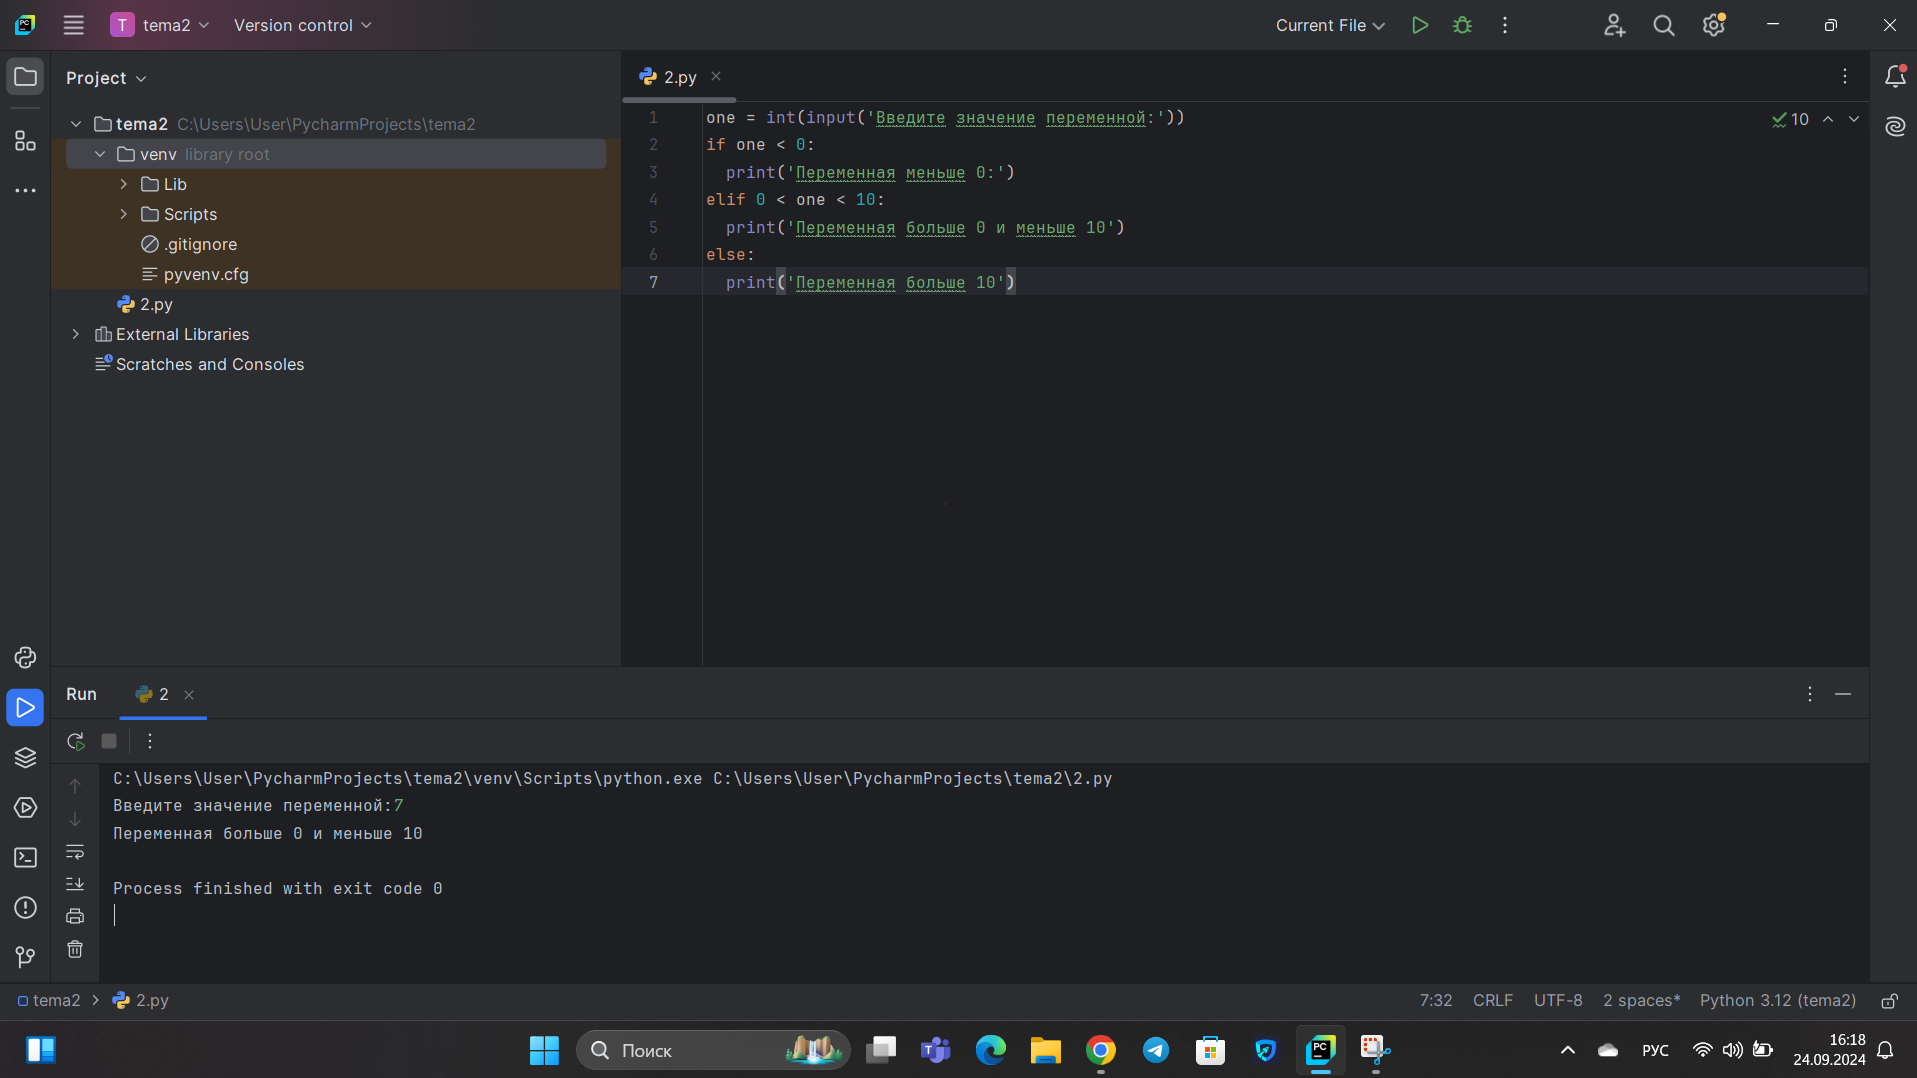 PC
T
tema2
Version control
Current File
Project
2.py
tema2 C:\Users\User\PycharmProjects\tema2
venv library root
Lib
Scripts
.gitignore
pyvenv.cfg
2.py
External Libraries
Scratches and Consoles
1 one = int(input('Введите значение переменной:'))
2 if one < 0:
3   print('Переменная меньше 0:')
4 elif 0 < one < 10:
5   print('Переменная больше 0 и меньше 10')
6 else:
7   print('Переменная больше 10')
10
Run
2
C:\Users\User\PycharmProjects\tema2\venv\Scripts\python.exe C:\Users\User\PycharmProjects\tema2\2.py
Введите значение переменной:7
Переменная больше 0 и меньше 10
Process finished with exit code 0
tema2
2.py
7:32
CRLF
UTF-8
2 spaces*
Python 3.12 (tema2)
Поиск
T
PC
РУС
16:18
24.09.2024